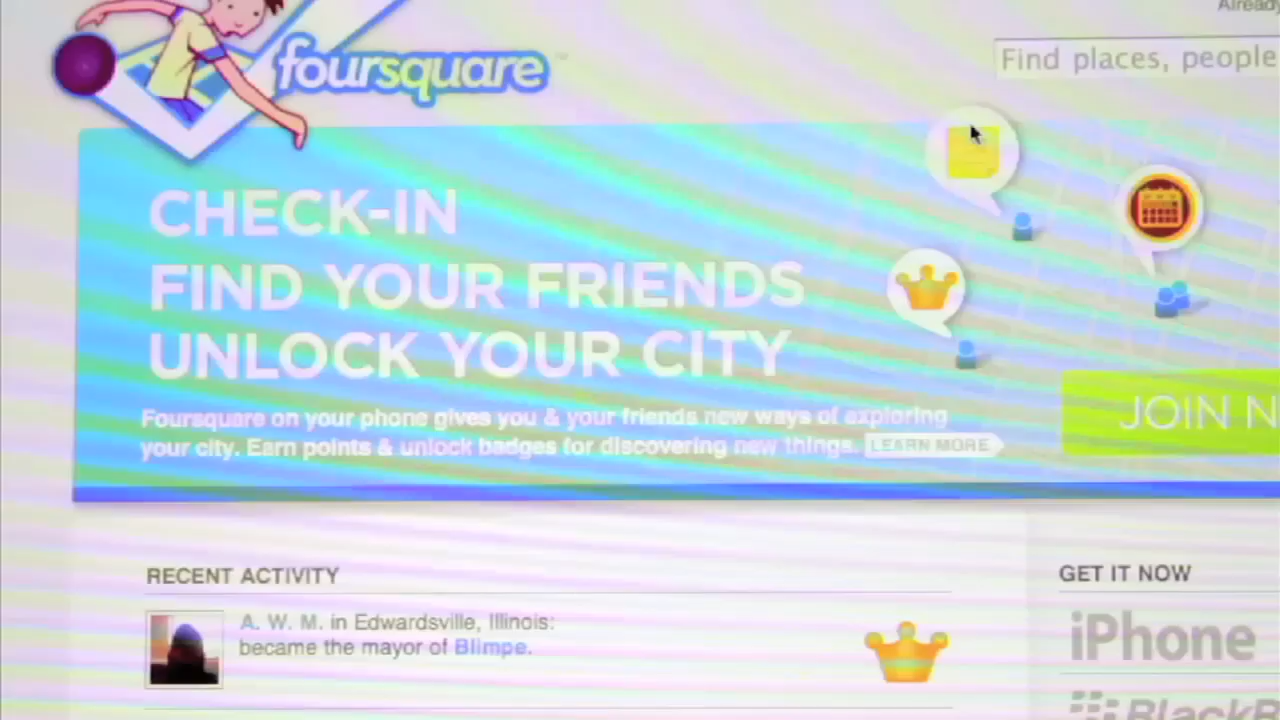 Already
foursquare
Find places, people
CHECK-IN
FIND YOUR FRIENDS
UNLOCK YOUR CITY
JOIN N
Foursquare on your phone gives you & your friends new ways of exploring
your city. Earn points & unlock badges for discovering new things. LEARN MORE
RECENT ACTIVITY
GET IT NOW
A. W. M. in Edwardsville, Illinois:
became the mayor of Blimpe.
iPhone
BlackB